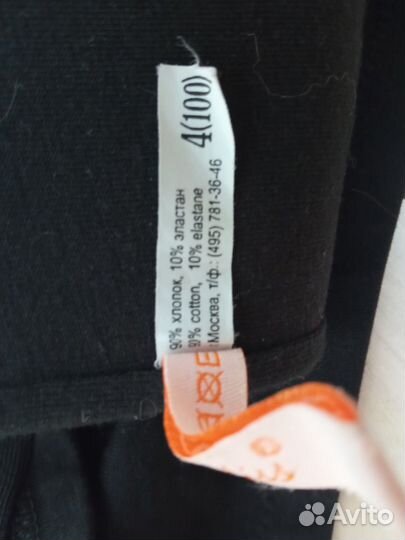 4(100)
90% хлопок, 10% эластан
90% cotton, 10% elastane
Москва, т/ф.: (495) 781-36-46
Avito